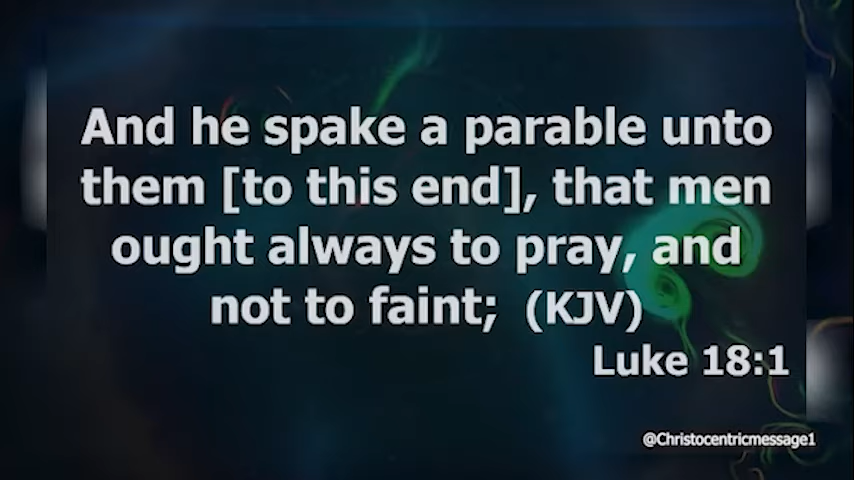 And he spake a parable unto
them [to this end], that men
ought always to pray, and
not to faint; (KJV)
Luke 18:1
@Christocentricmessage1